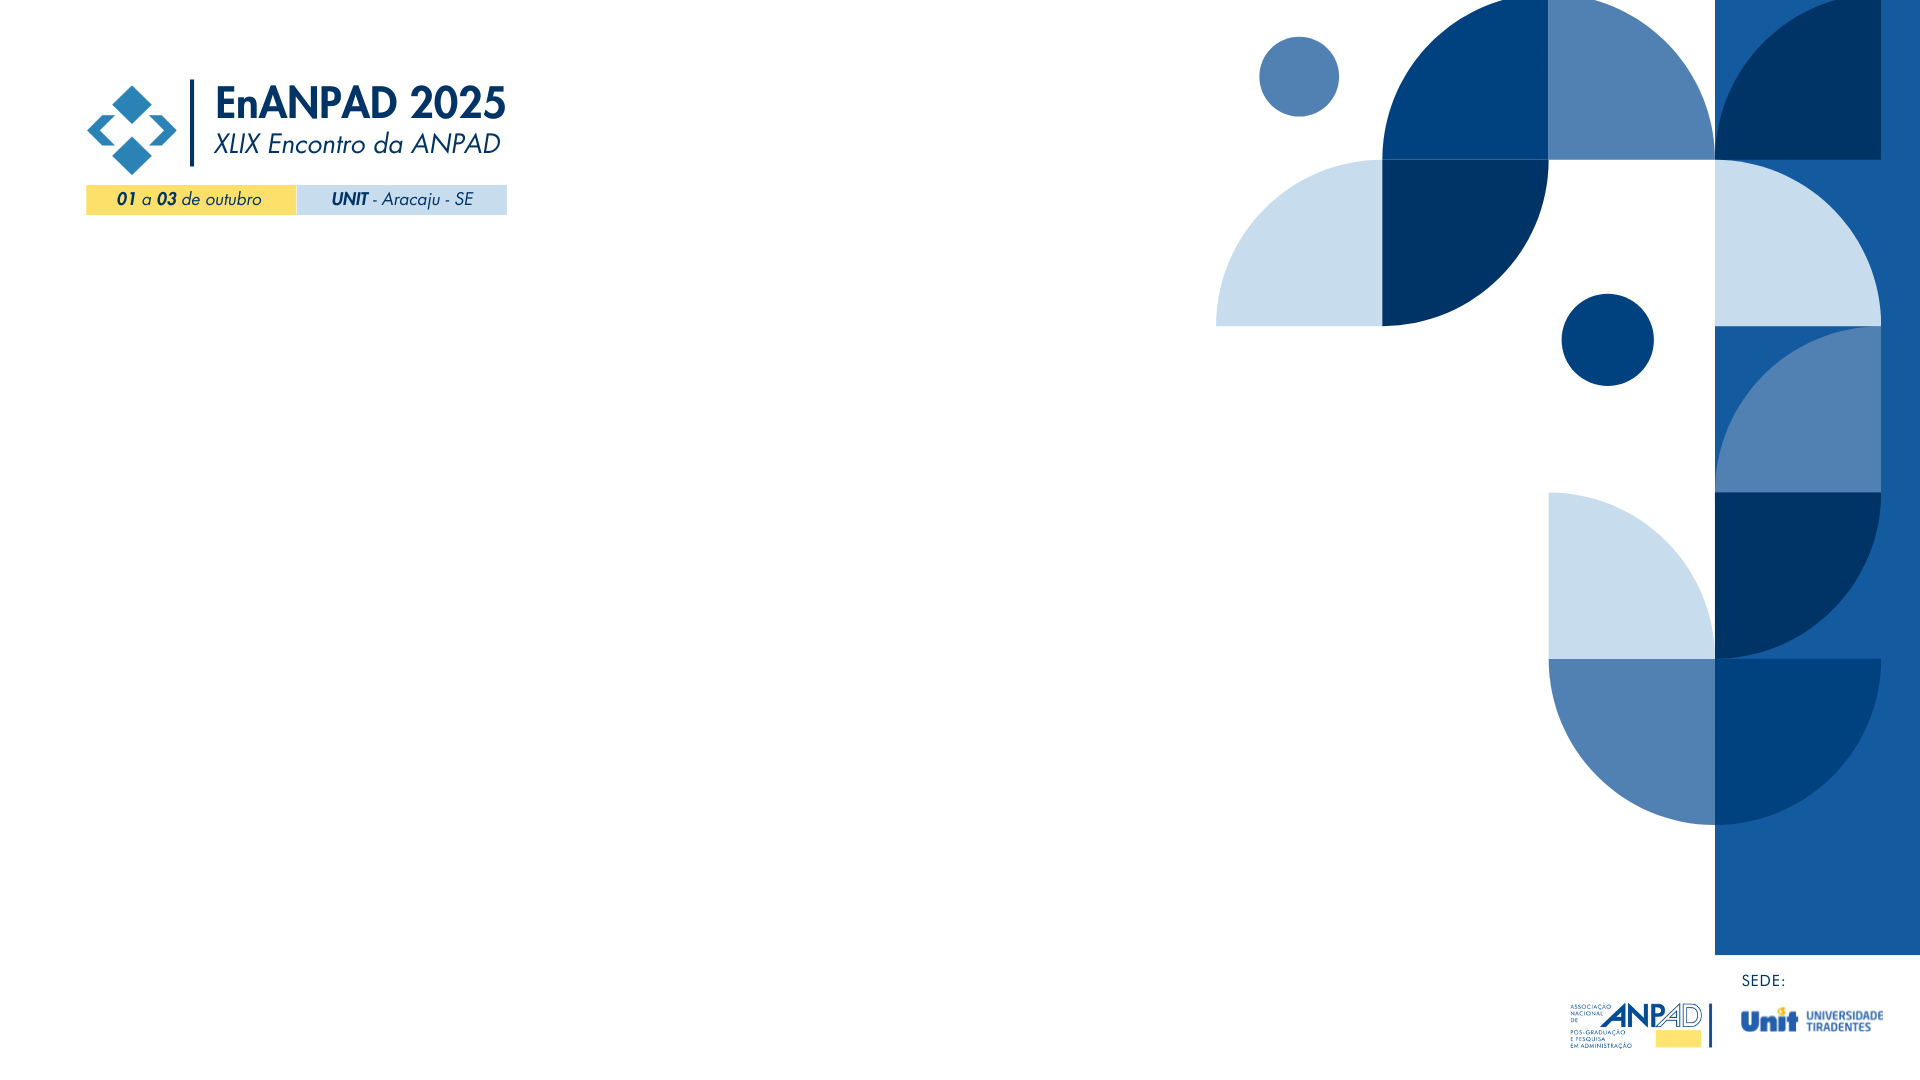 EnANPAD 2025
XLIX Encontro da ANPAD
01 a 03 de outubro
UNIT - Aracaju - SE
SEDE:
ASSOCIAÇÃO
NACIONAL
DE
PÓS-GRADUAÇÃO
E PESQUISA
EM ADMINISTRAÇÃO
ANPAD
Unit
UNIVERSIDADE
TIRADENTES